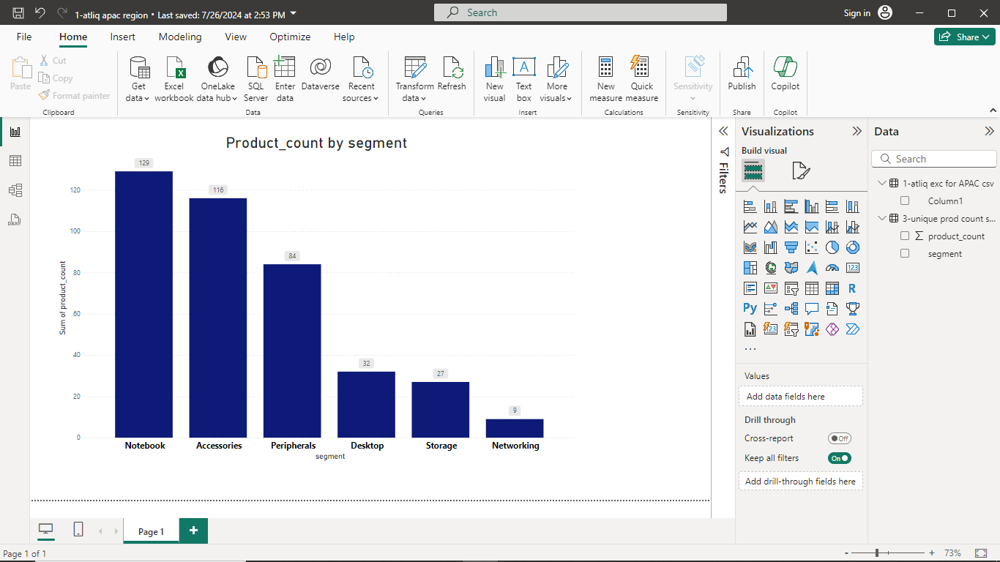 1-atliq apac region • Last saved: 7/26/2024 at 2:53 PM
Search
Sign in
File
Home
Insert
Modeling
View
Optimize
Help
Share
Paste
Cut
Copy
Format painter
Clipboard
Get data
Excel workbook
OneLake data hub
SQL Server
Enter data
Dataverse
Recent sources
Data
Transform data
Refresh
Queries
New visual
Text box
More visuals
Insert
New measure
Quick measure
Calculations
Sensitivity
Sensitivity
Publish
Share
Copilot
Copilot
DAX
Product_count by segment
Sum of product_count
120
100
80
60
40
20
0
129
116
84
32
27
9
Notebook
Accessories
Peripherals
Desktop
Storage
Networking
segment
Filters
Visualizations
Build visual
123
R
Py
123
...
Values
Add data fields here
Drill through
Cross-report
Off
Keep all filters
On
Add drill-through fields here
Data
Search
1-atliq exc for APAC csv
Column1
3-unique prod count s...
∑ product_count
segment
Page 1
+
Page 1 of 1
- + 73%